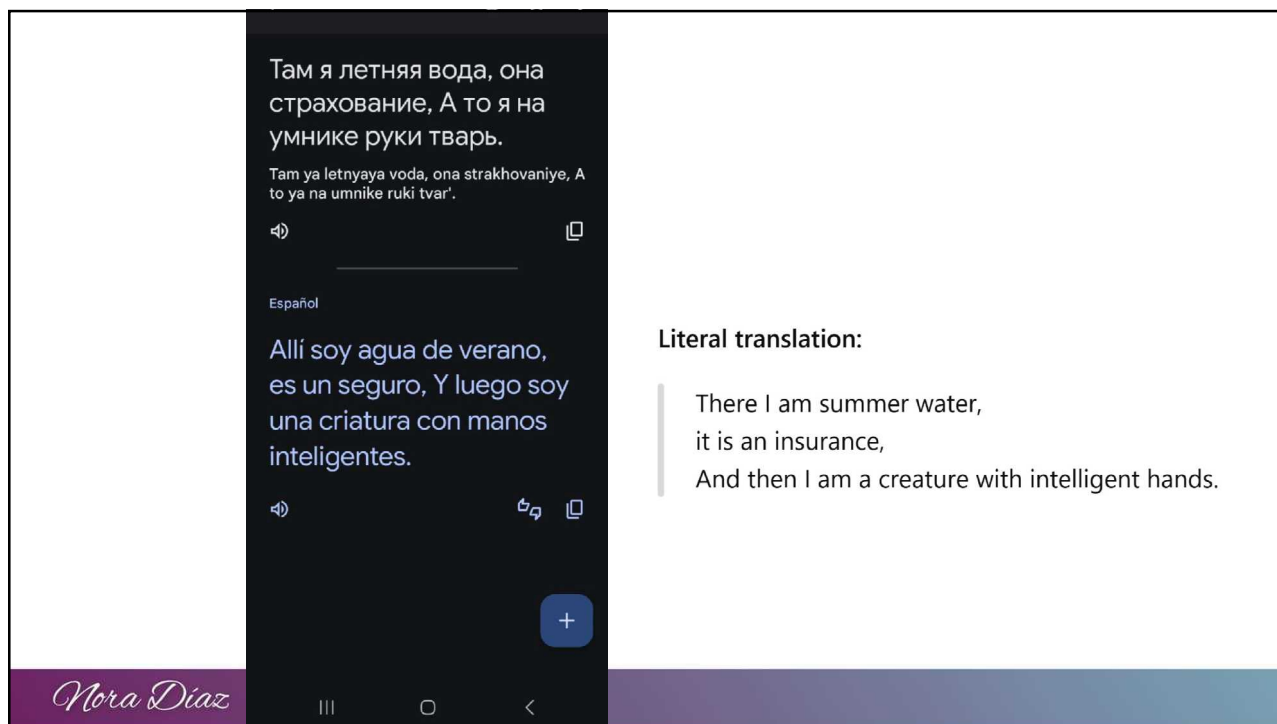 Там я летняя вода, она
страхование, А то я на
умнике руки тварь.
Tam ya letnyaya voda, ona strakhovaniye, A
to ya na umnike ruki tvar'.
Español
Allí soy agua de verano,
es un seguro, Y luego soy
una criatura con manos
inteligentes.
Literal translation:
There I am summer water,
it is an insurance,
And then I am a creature with intelligent hands.
Nora Díaz